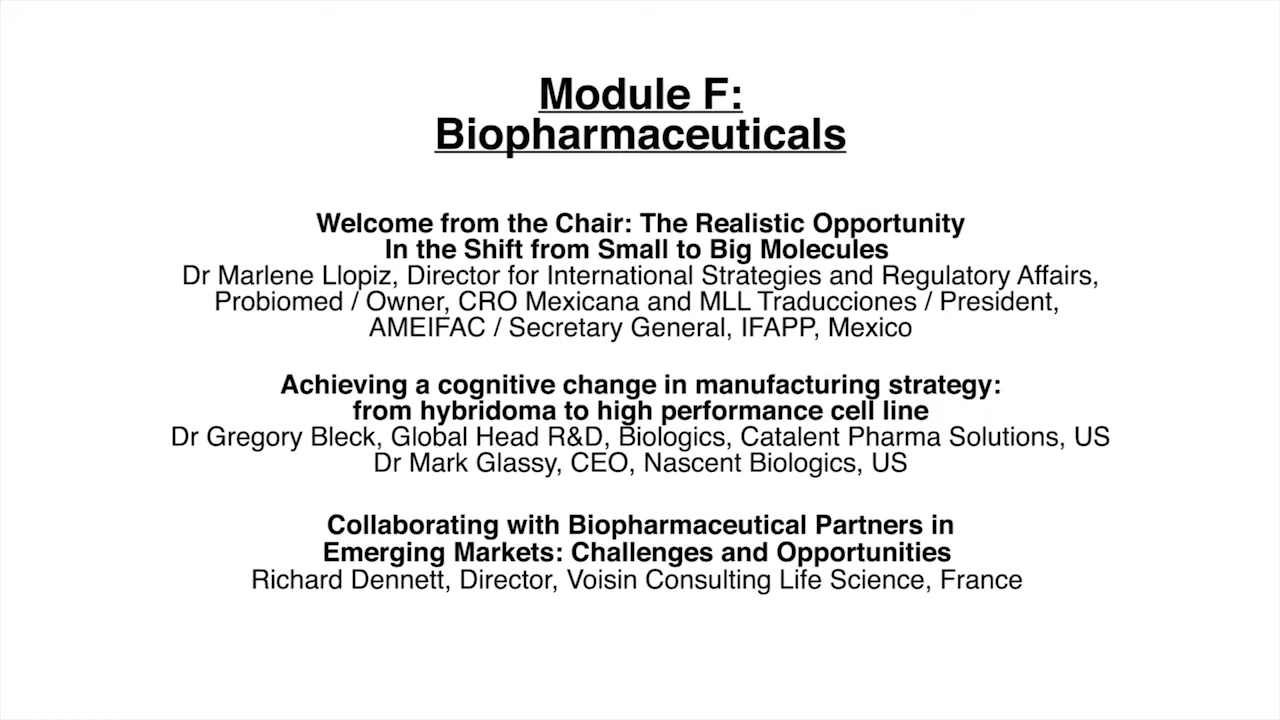 Module F:
Biopharmaceuticals
Welcome from the Chair: The Realistic Opportunity
In the Shift from Small to Big Molecules
Dr Marlene Llopiz, Director for International Strategies and Regulatory Affairs,
Probiomed / Owner, CRO Mexicana and MLL Traducciones / President,
AMEIFAC / Secretary General, IFAPP, Mexico
Achieving a cognitive change in manufacturing strategy:
from hybridoma to high performance cell line
Dr Gregory Bleck, Global Head R&D, Biologics, Catalent Pharma Solutions, US
Dr Mark Glassy, CEO, Nascent Biologics, US
Collaborating with Biopharmaceutical Partners in
Emerging Markets: Challenges and Opportunities
Richard Dennett, Director, Voisin Consulting Life Science, France